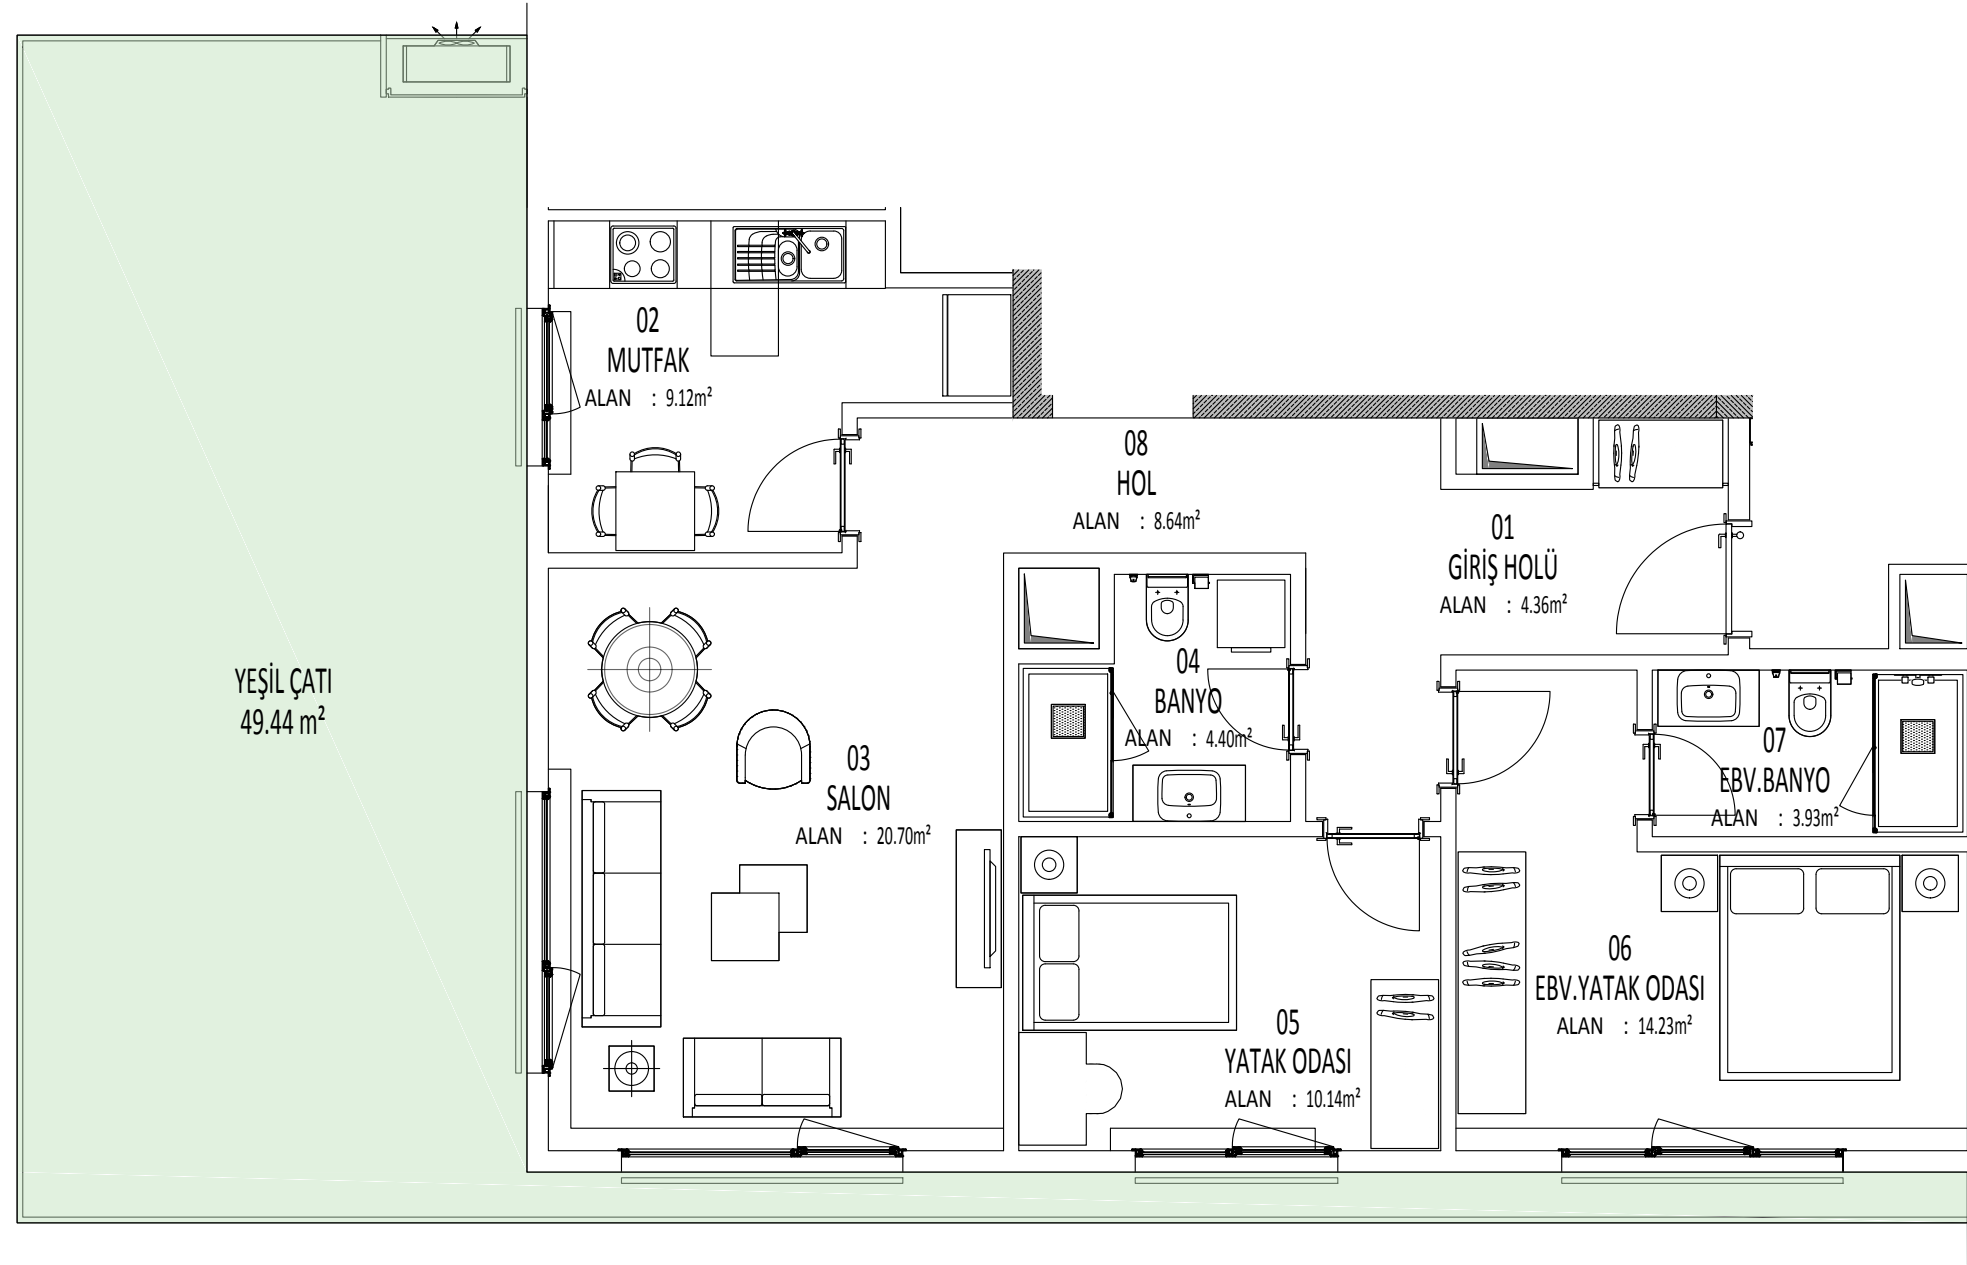 02
MUTFAK
ALAN : 9.12m²
08
HOL
ALAN : 8.64m²
01
GİRİŞ HOLÜ
ALAN : 4.36m²
YEŞİL ÇATI
49.44 m²
04
BANYO
ALAN : 4.40m²
03
SALON
ALAN : 20.70m²
07
EBV.BANYO
ALAN : 3.93m²
06
EBV.YATAK ODASI
ALAN : 14.23m²
05
YATAK ODASI
ALAN : 10.14m²